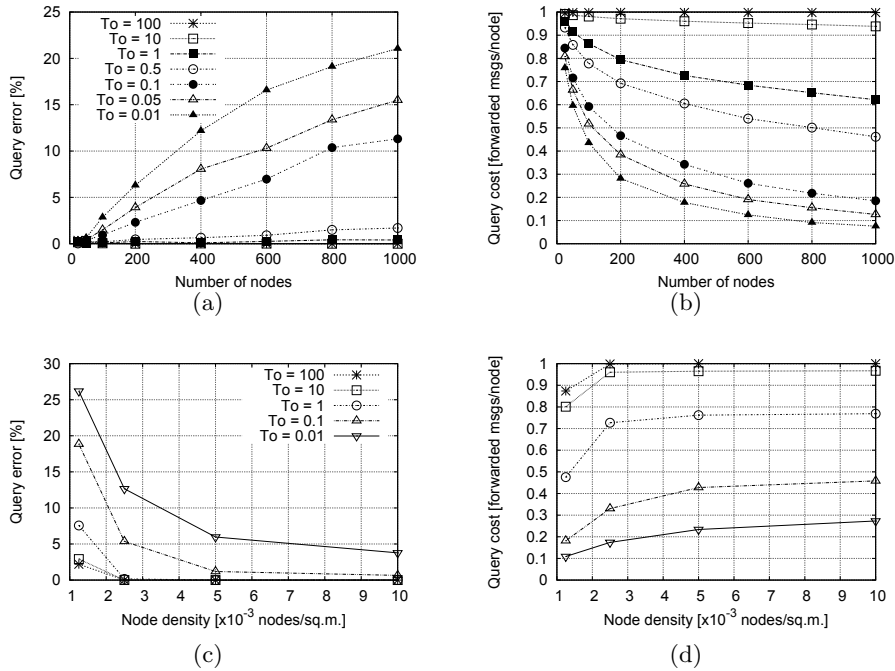 Query error [%]
25
20
15
10
5
0
0 200 400 600 800 1000
Number of nodes
To = 100
To = 10
To = 1
To = 0.5
To = 0.1
To = 0.05
To = 0.01
(a)
Query cost [forwarded msgs/node]
1
0.9
0.8
0.7
0.6
0.5
0.4
0.3
0.2
0.1
0
0 200 400 600 800 1000
Number of nodes
(b)
Query error [%]
30
25
20
15
10
5
0
1 2 3 4 5 6 7 8 9 10
Node density [x10⁻³ nodes/sq.m.]
To = 100
To = 10
To = 1
To = 0.1
To = 0.01
(c)
Query cost [forwarded msgs/node]
1
0.9
0.8
0.7
0.6
0.5
0.4
0.3
0.2
0.1
0
1 2 3 4 5 6 7 8 9 10
Node density [x10⁻³ nodes/sq.m.]
(d)